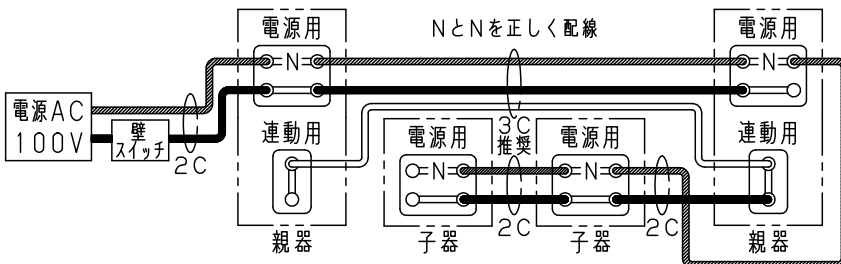 電源用
NとNを正しく配線
電源用
N
N
電源AC
100V
壁
スイッチ
2C
連動用
3C
推奨
連動用
電源用
電源用
N
N
2C
2C
親器
子器
子器
親器